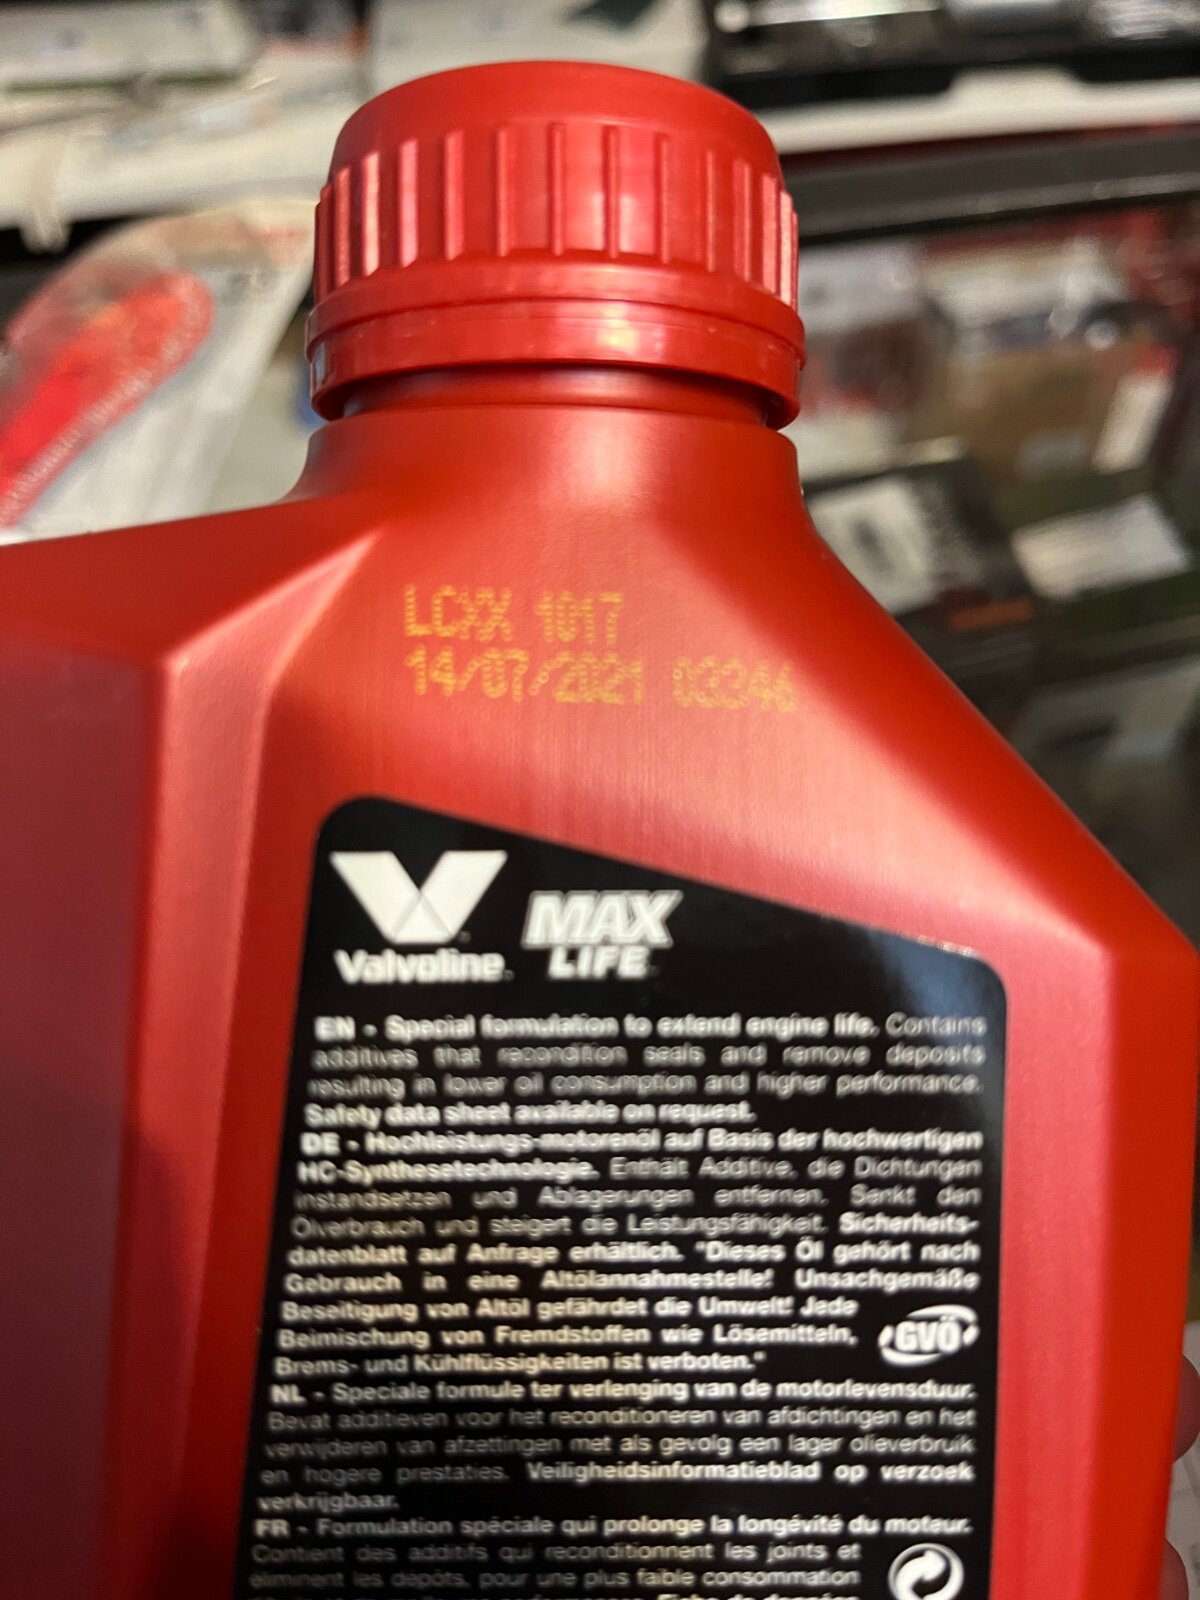 LCXX 1017
14/07/2021 03346
Valvoline
MAX
LIFE
EN - Special formulation to extend engine life. Contains
additives that recondition seals and remove deposits
resulting in lower oil consumption and higher performance.
Safety data sheet available on request.
DE - Hochleistungs-motorenöl auf Basis der hochwertigen
HC-Synthesetechnologie. Enthält Additive, die Dichtungen
instandsetzen und Ablagerungen entfernen. Senkt den
Ölverbrauch und steigert die Leistungsfähigkeit. Sicherheits-
datenblatt auf Anfrage erhältlich. "Dieses Öl gehört nach
Gebrauch in eine Altölannahmestelle! Unsachgemäße
Beseitigung von Altöl gefährdet die Umwelt! Jede
Beimischung von Fremdstoffen wie Lösemitteln,
Brems- und Kühlflüssigkeiten ist verboten."
GVÖ
NL - Speciale formule ter verlenging van de motorlevensduur.
Bevat additieven voor het reconditioneren van afdichtingen en het
verwijderen van afzettingen met als gevolg een lager olieverbruik
en hogere prestaties. Veiligheidsinformatieblad op verzoek
verkrijgbaar.
FR - Formulation spéciale qui prolonge la longévité du moteur.
Contient des additifs qui reconditionnent les joints et
éliminent les dépôts, pour une plus faible consommation